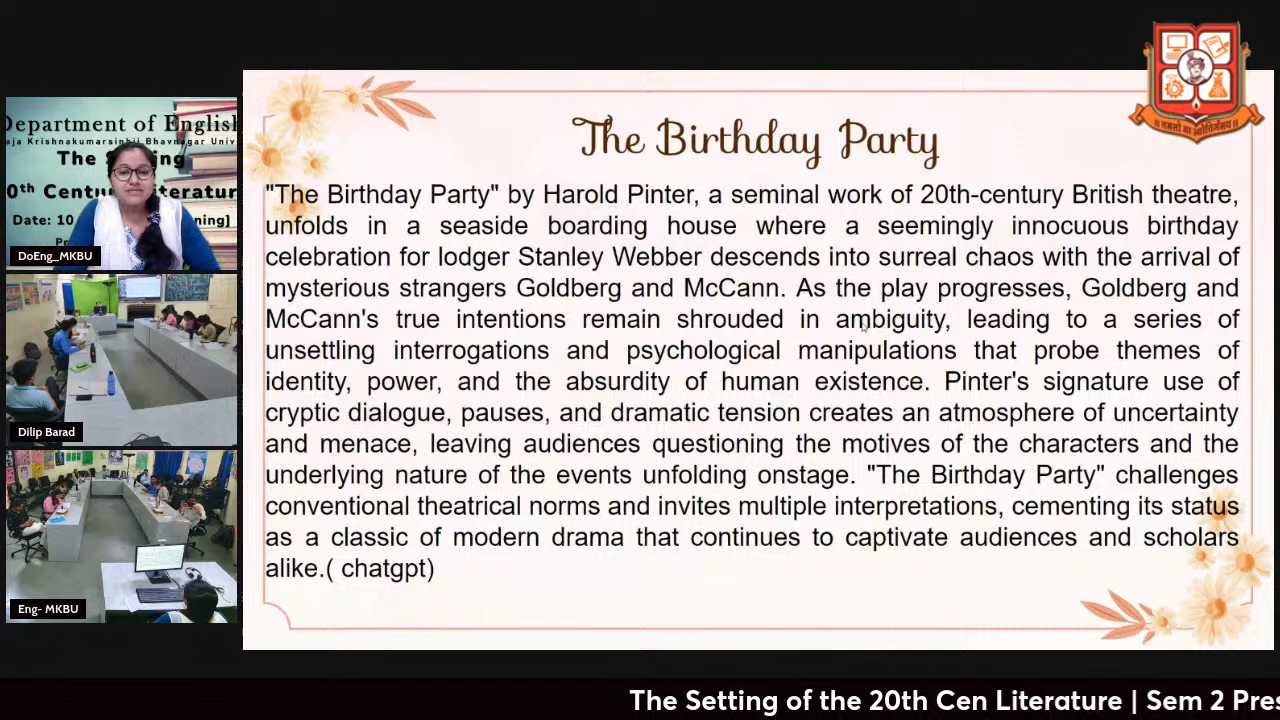 Department of English
aja Krishnakumarsinhji Bhavnagar Univ
The
0th Century Literatur
Date: 10
ning]
DoEng_MKBU
Dilip Barad
Eng- MKBU
The Birthday Party
"The Birthday Party" by Harold Pinter, a seminal work of 20th-century British theatre,
unfolds in a seaside boarding house where a seemingly innocuous birthday
celebration for lodger Stanley Webber descends into surreal chaos with the arrival of
mysterious strangers Goldberg and McCann. As the play progresses, Goldberg and
McCann's true intentions remain shrouded in ambiguity, leading to a series of
unsettling interrogations and psychological manipulations that probe themes of
identity, power, and the absurdity of human existence. Pinter's signature use of
cryptic dialogue, pauses, and dramatic tension creates an atmosphere of uncertainty
and menace, leaving audiences questioning the motives of the characters and the
underlying nature of the events unfolding onstage. "The Birthday Party" challenges
conventional theatrical norms and invites multiple interpretations, cementing its status
as a classic of modern drama that continues to captivate audiences and scholars
alike.( chatgpt)
॥ तमसो मा ज्योतिर्गमय ॥
The Setting of the 20th Cen Literature | Sem 2 Pres